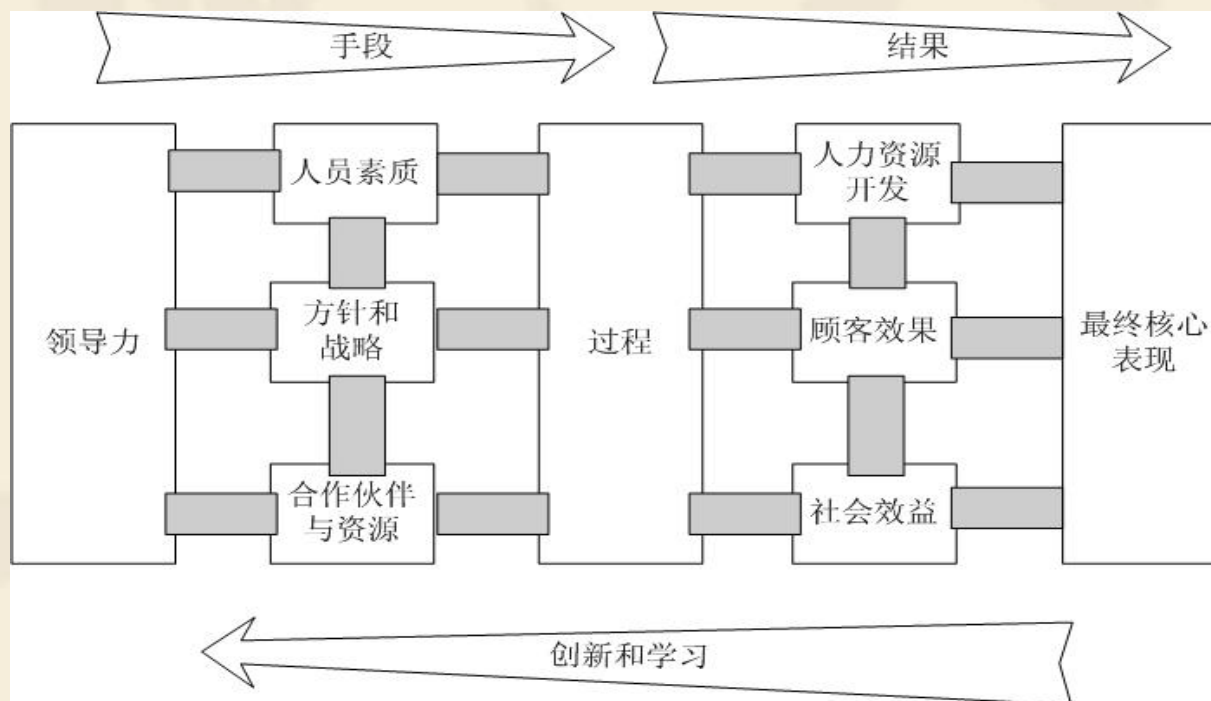 手段
结果
领导力
人员素质
方针和
战略
合作伙伴
与资源
过程
人力资源
开发
顾客效果
社会效益
最终核心
表现
创新和学习